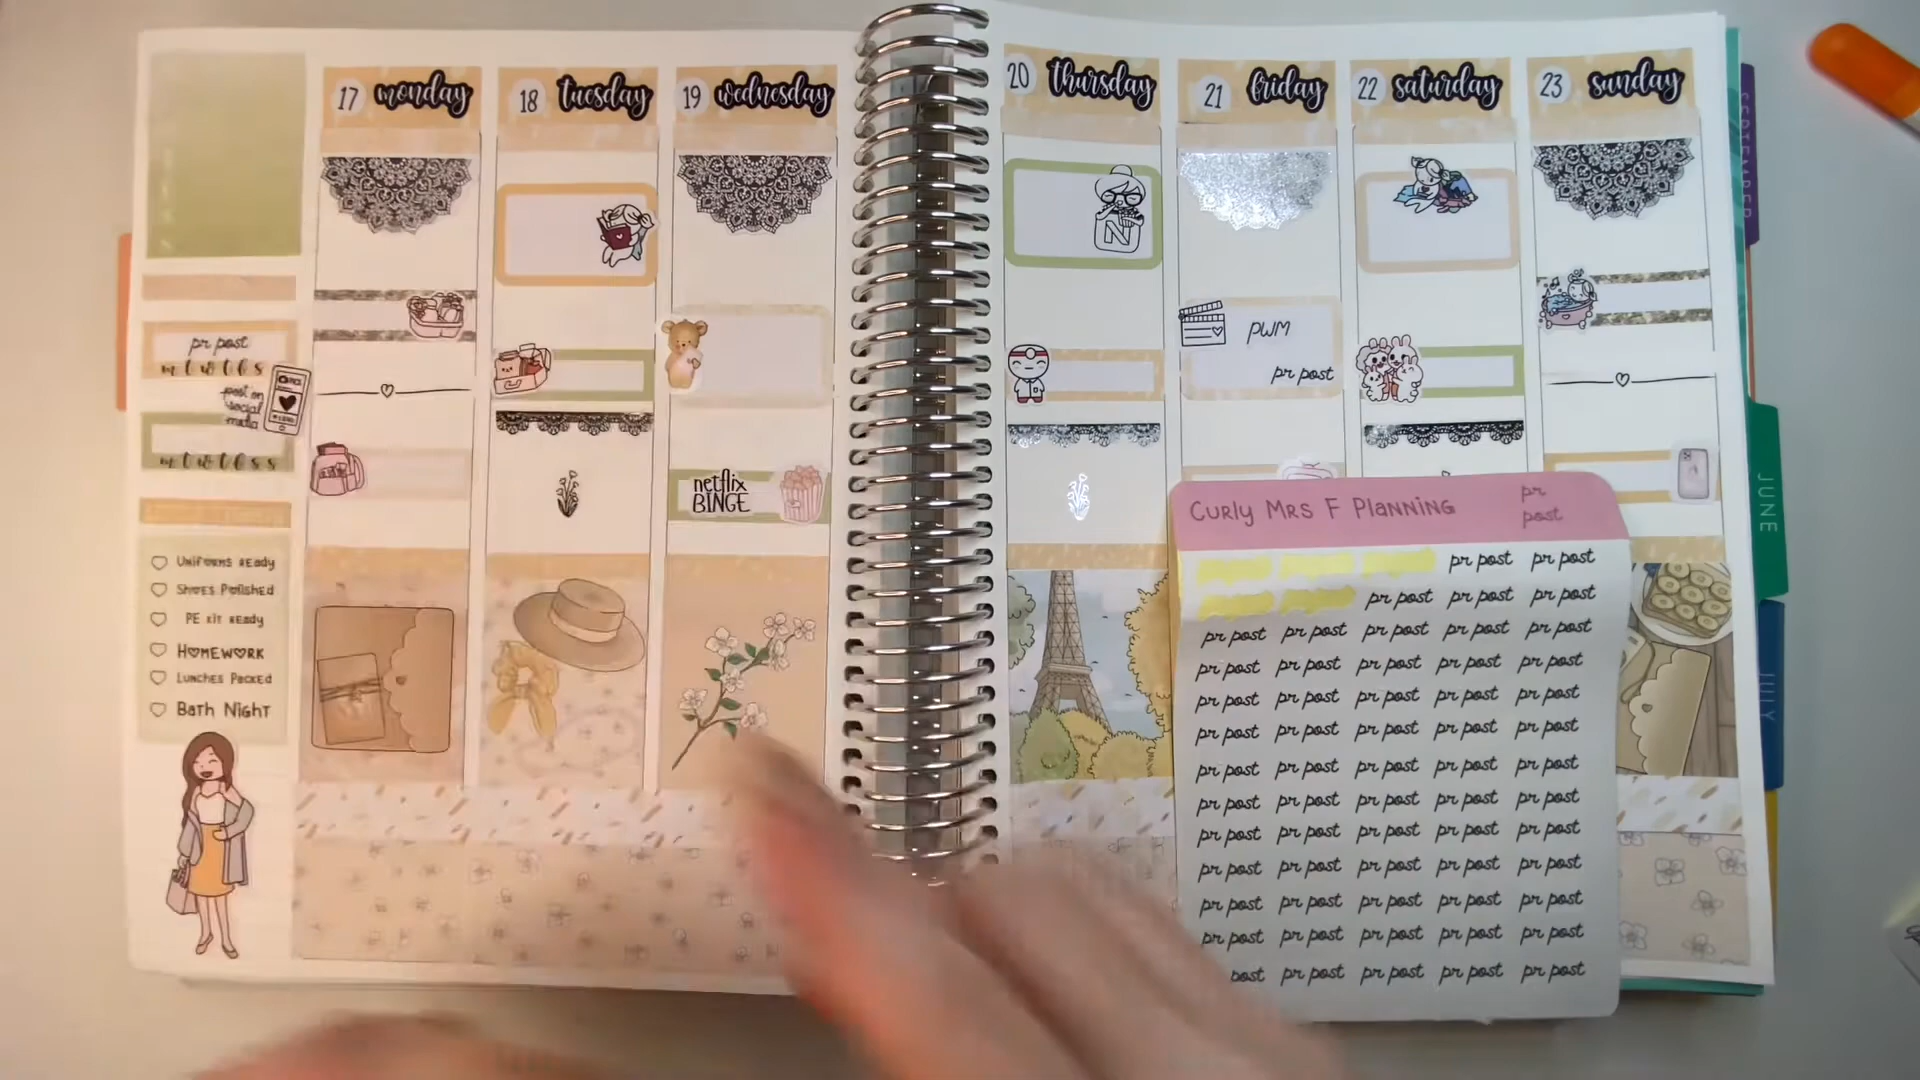 17 monday
18 tuesday
19 wednesday
20 thursday
21 friday
22 saturday
23 sunday
SEPTEMBER
JUNE
JULY
pr post
m t w t f s s
post on
social
media
m t w t f s s
Uniforms Ready
Shoes Polished
PE kit Ready
Homework
Lunches Packed
Bath Night
netflix
BINGE
N
PWM
pr post
Curly Mrs F Planning
pr
post
pr post pr post
pr post pr post pr post
pr post pr post pr post pr post pr post
pr post pr post pr post pr post pr post
pr post pr post pr post pr post pr post
pr post pr post pr post pr post pr post
pr post pr post pr post pr post pr post
pr post pr post pr post pr post pr post
pr post pr post pr post pr post pr post
pr post pr post pr post pr post pr post
pr post pr post pr post pr post pr post
pr post pr post pr post pr post pr post
post pr post pr post pr post pr post